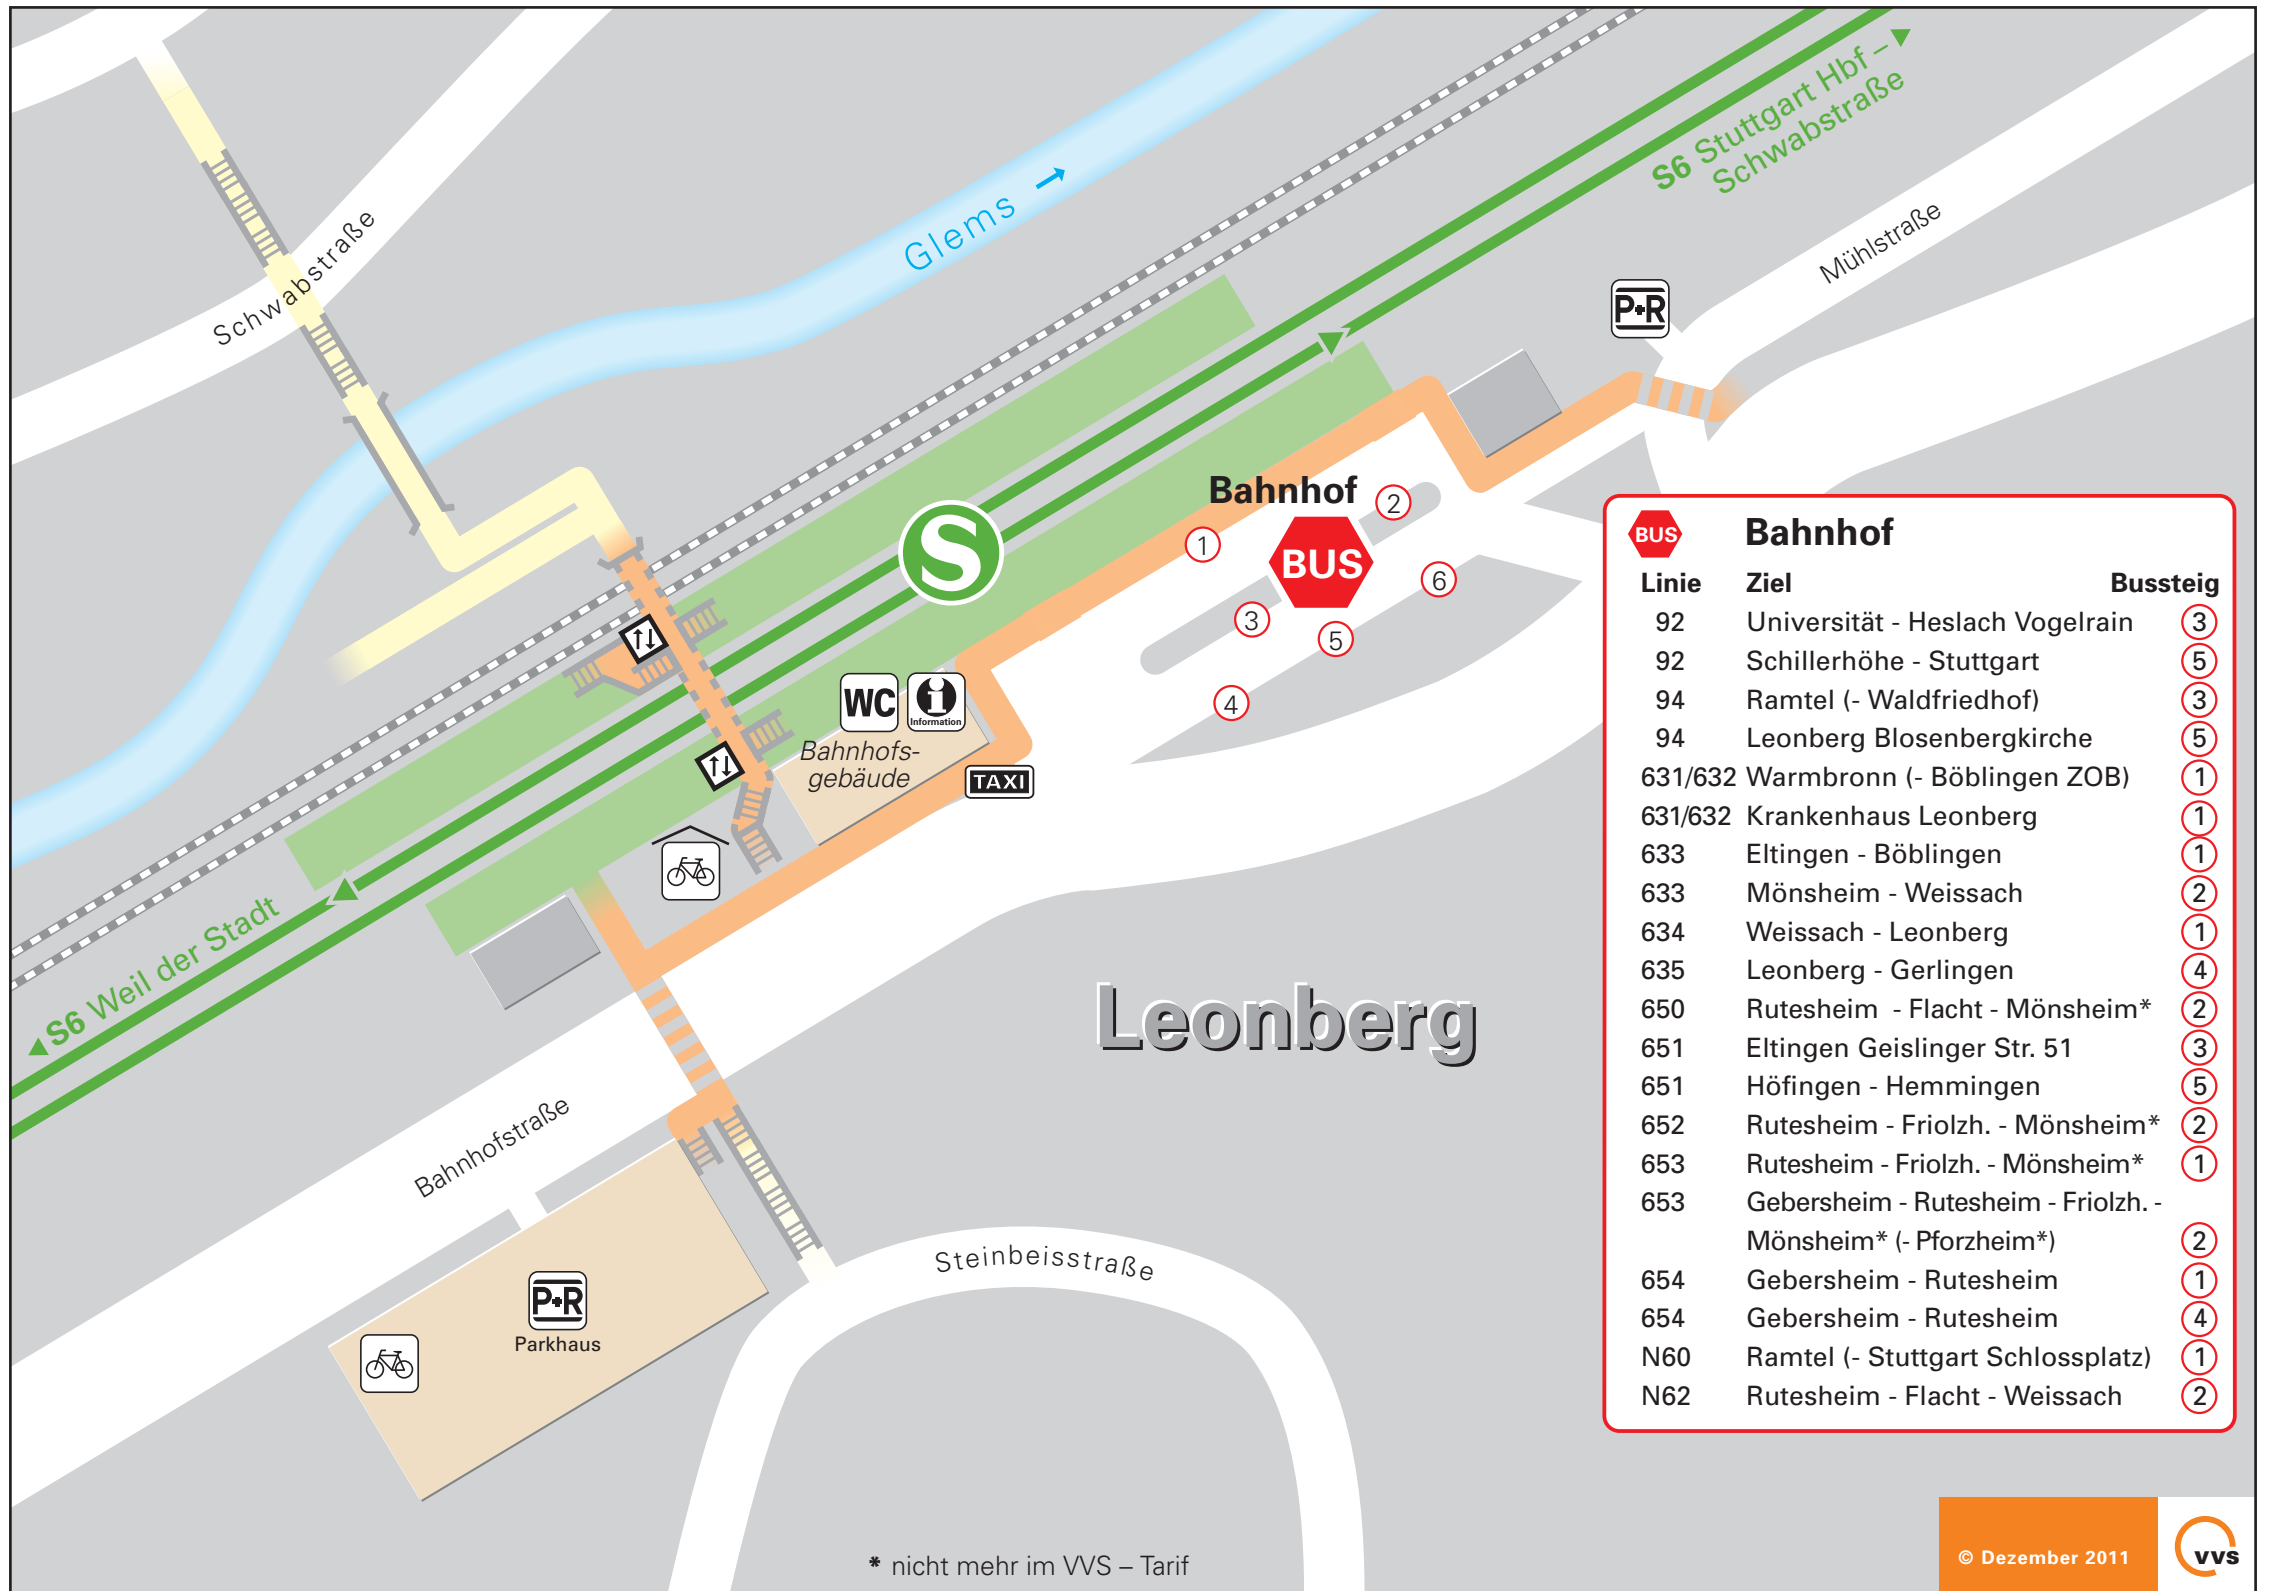 S6 Stuttgart Hbf –
Schwabstraße
Schwabstraße
Glems
Mühlstraße
P+R
Bahnhof
BUS
1
2
3
4
5
6
S
WC
i
Information
Bahnhofs-
gebäude
TAXI
S6 Weil der Stadt
Leonberg
Bahnhofstraße
Steinbeisstraße
P+R
Parkhaus
BUS Bahnhof
Linie Ziel Bussteig
92 Universität - Heslach Vogelrain 3
92 Schillerhöhe - Stuttgart 5
94 Ramtel (- Waldfriedhof) 3
94 Leonberg Blosenbergkirche 5
631/632 Warmbronn (- Böblingen ZOB) 1
631/632 Krankenhaus Leonberg 1
633 Eltingen - Böblingen 1
633 Mönsheim - Weissach 2
634 Weissach - Leonberg 1
635 Leonberg - Gerlingen 4
650 Rutesheim - Flacht - Mönsheim* 2
651 Eltingen Geislinger Str. 51 3
651 Höfingen - Hemmingen 5
652 Rutesheim - Friolzh. - Mönsheim* 2
653 Rutesheim - Friolzh. - Mönsheim* 1
653 Gebersheim - Rutesheim - Friolzh. -
Mönsheim* (- Pforzheim*) 2
654 Gebersheim - Rutesheim 1
654 Gebersheim - Rutesheim 4
N60 Ramtel (- Stuttgart Schlossplatz) 1
N62 Rutesheim - Flacht - Weissach 2
* nicht mehr im VVS – Tarif
© Dezember 2011
vvs